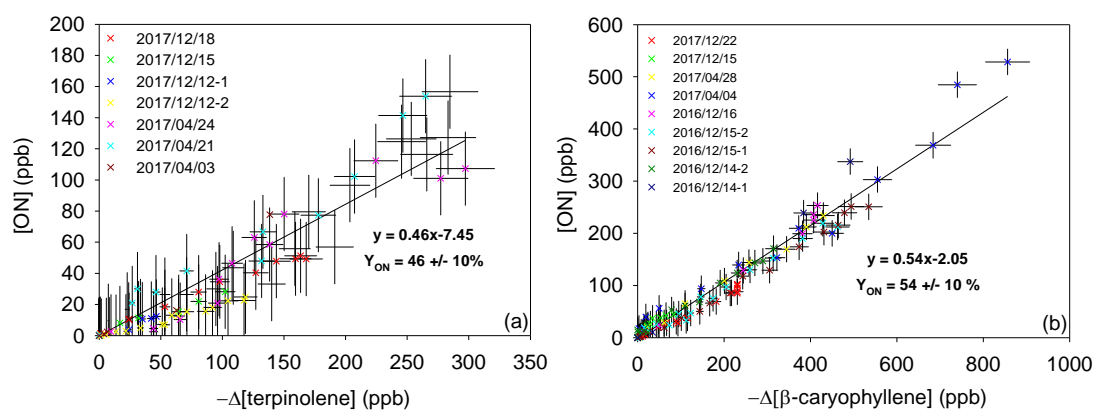 200
180
160
140
120
100
80
60
40
20
0
[ON] (ppb)
2017/12/18
2017/12/15
2017/12/12-1
2017/12/12-2
2017/04/24
2017/04/21
2017/04/03
y = 0.46x-7.45
Y_ON = 46 +/- 10%
(a)
0 50 100 150 200 250 300 350
−Δ[terpinolene] (ppb)
600
500
400
300
200
100
0
[ON] (ppb)
2017/12/22
2017/12/15
2017/04/28
2017/04/04
2016/12/16
2016/12/15-2
2016/12/15-1
2016/12/14-2
2016/12/14-1
y = 0.54x-2.05
Y_ON = 54 +/- 10 %
(b)
0 200 400 600 800 1000
−Δ[β-caryophyllene] (ppb)